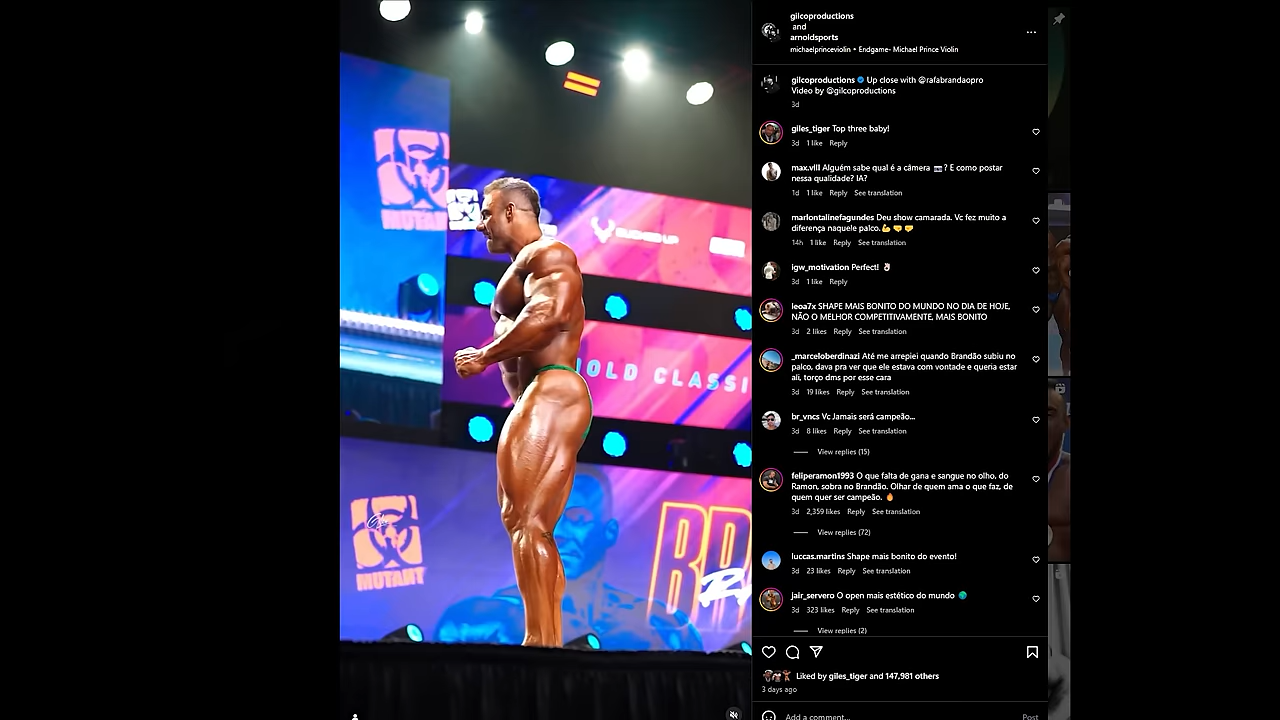 MUTANT
BUCKED UP
NOLD CLASSI
MUTANT
BR
gilcoproductions
and
arnoldsports
michaelprinceviolin • Endgame- Michael Prince Violin
gilcoproductions Up close with @rafabrandaopro
Video by @gilcoproductions
3d
giles_tiger Top three baby!
3d 1 like Reply
max.vlll Alguém sabe qual é a câmera 📷? E como postar
nessa qualidade? IA?
1d 1 like Reply See translation
marlontalinefagundes Deu show camarada. Vc fez muito a
diferença naquele palco.💪🤜🤛
14h 1 like Reply See translation
igw_motivation Perfect! 👌🏻
3d 1 like Reply
leoa7x SHAPE MAIS BONITO DO MUNDO NO DIA DE HOJE,
NÃO O MELHOR COMPETITIVAMENTE, MAIS BONITO
3d 2 likes Reply See translation
_marceloberdinazi Até me arrepiei quando Brandão subiu no
palco, dava pra ver que ele estava com vontade e queria estar
ali, torço dms por esse cara
3d 19 likes Reply See translation
br_vncs Vc Jamais será campeão...
3d 8 likes Reply See translation
View replies (15)
feliperamon1993 O que falta de gana e sangue no olho, do
Ramon, sobra no Brandão. Olhar de quem ama o que faz, de
quem quer ser campeão. 🔥
3d 2,359 likes Reply See translation
View replies (72)
luccas.martins Shape mais bonito do evento!
3d 23 likes Reply See translation
jair_servero O open mais estético do mundo 🌍
3d 323 likes Reply See translation
View replies (2)
Liked by giles_tiger and 147,981 others
3 days ago
Add a comment...
Post